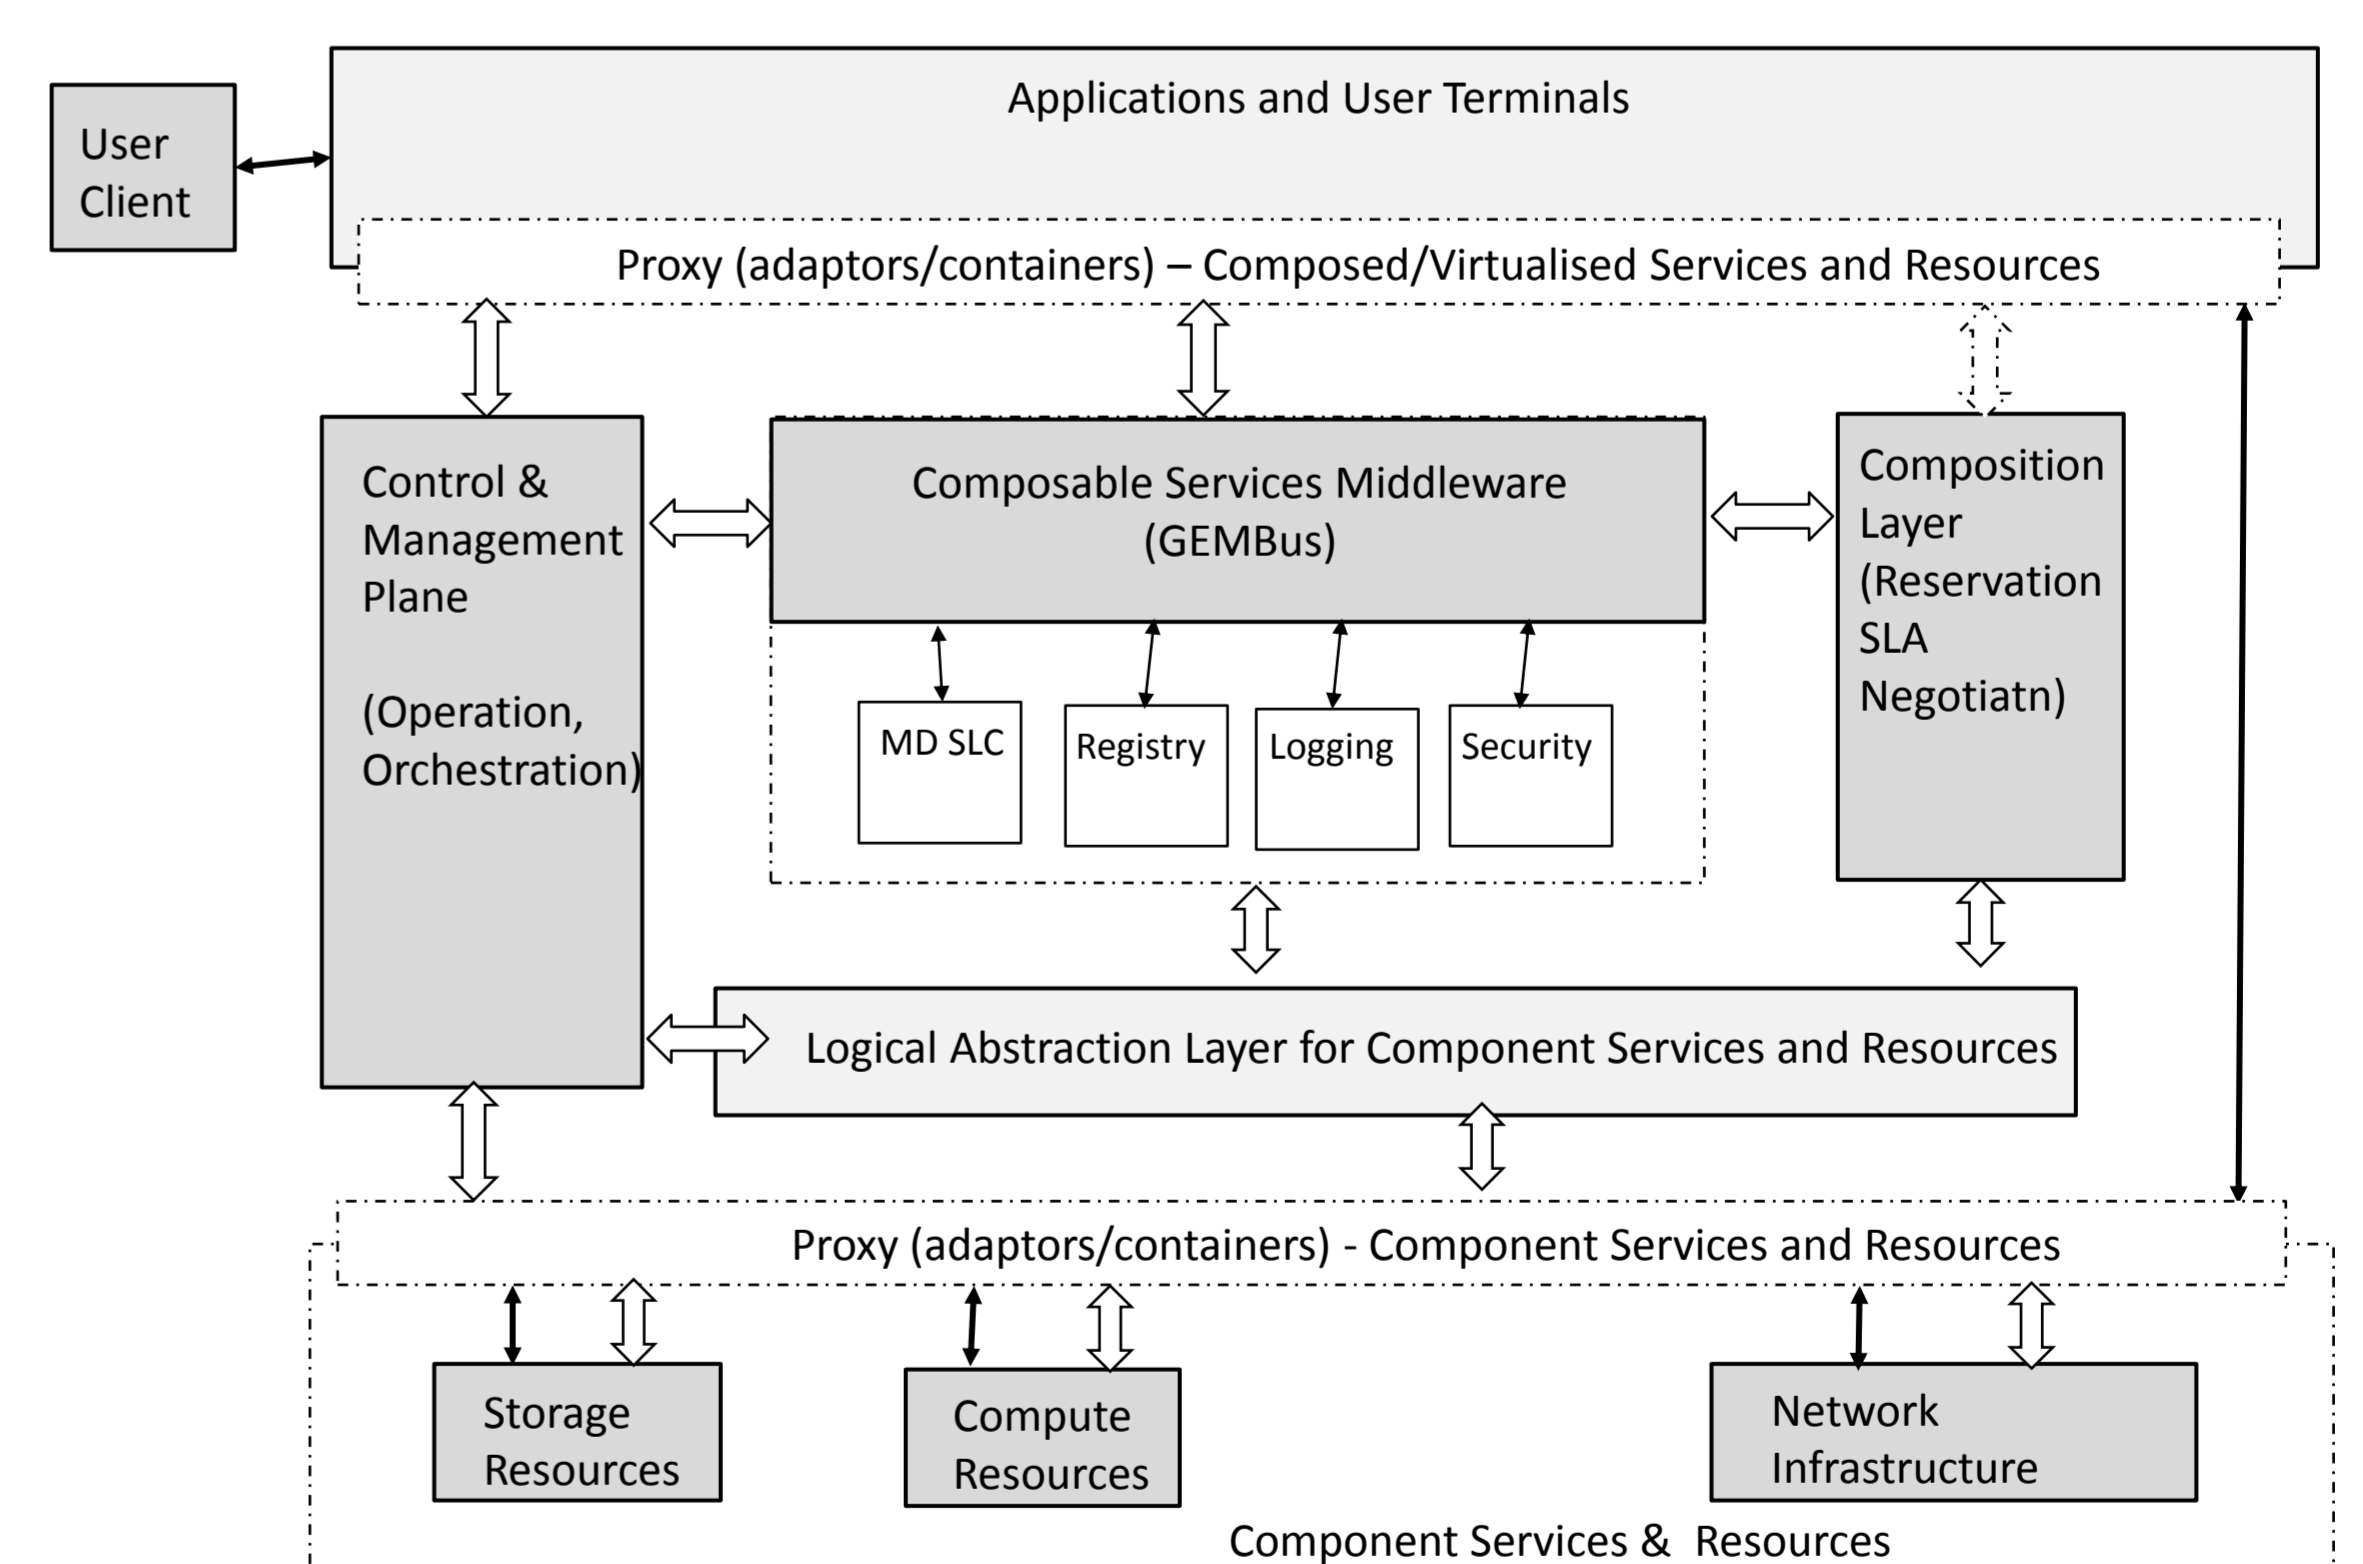 Applications and User Terminals
User
Client
Proxy (adaptors/containers) – Composed/Virtualised Services and Resources
Control &
Management
Plane
(Operation,
Orchestration)
Composable Services Middleware
(GEMBus)
MD SLC
Registry
Logging
Security
Composition
Layer
(Reservation
SLA
Negotiatn)
Logical Abstraction Layer for Component Services and Resources
Proxy (adaptors/containers) - Component Services and Resources
Storage
Resources
Compute
Resources
Network
Infrastructure
Component Services & Resources